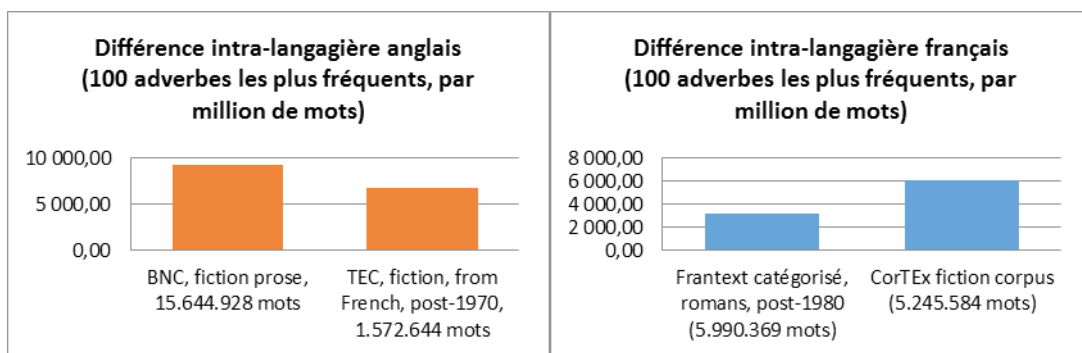 Différence intra-langagière anglais
(100 adverbes les plus fréquents, par
million de mots)
10 000,00
5 000,00
0,00
BNC, fiction prose,
15.644.928 mots
TEC, fiction, from
French, post-1970,
1.572.644 mots
Différence intra-langagière français
(100 adverbes les plus fréquents, par
million de mots)
8 000,00
6 000,00
4 000,00
2 000,00
0,00
Frantext catégorisé,
romans, post-1980
(5.990.369 mots)
CorTEx fiction corpus
(5.245.584 mots)